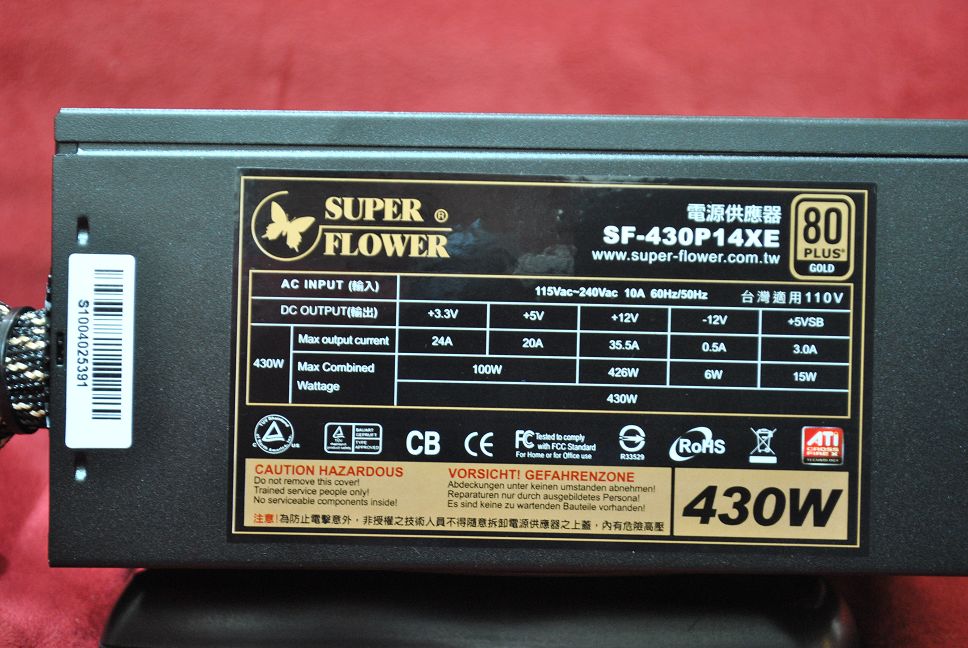 SUPER ®
FLOWER
電源供應器
SF-430P14XE
www.super-flower.com.tw
80
PLUS®
GOLD
AC INPUT (輸入) 115Vac~240Vac 10A 60Hz/50Hz 台灣適用110V
DC OUTPUT(輸出) +3.3V +5V +12V -12V +5VSB
430W Max output current 24A 20A 35.5A 0.5A 3.0A
Max Combined Wattage 100W 426W 6W 15W
430W
US
BAUART GEPRÜFT
TYPE APPROVED
CB
CE
FC Tested to comply
with FCC Standard
For Home or for Office use
R33529
RoHS
ATI
CROSSFIRE X
TECHNOLOGY
CAUTION HAZARDOUS
Do not remove this cover!
Trained service people only!
No serviceable components inside!
VORSICHT! GEFAHRENZONE
Abdeckungen unter keinen umstanden abnehmen!
Reparaturen nur durch ausgebildetes Personal
Es sind keine zu wartenden Bauteile vorhanden!
注意!為防止電擊意外，非授權之技術人員不得隨意拆卸電源供應器之上蓋，內有危險高壓
430W
S1004025391